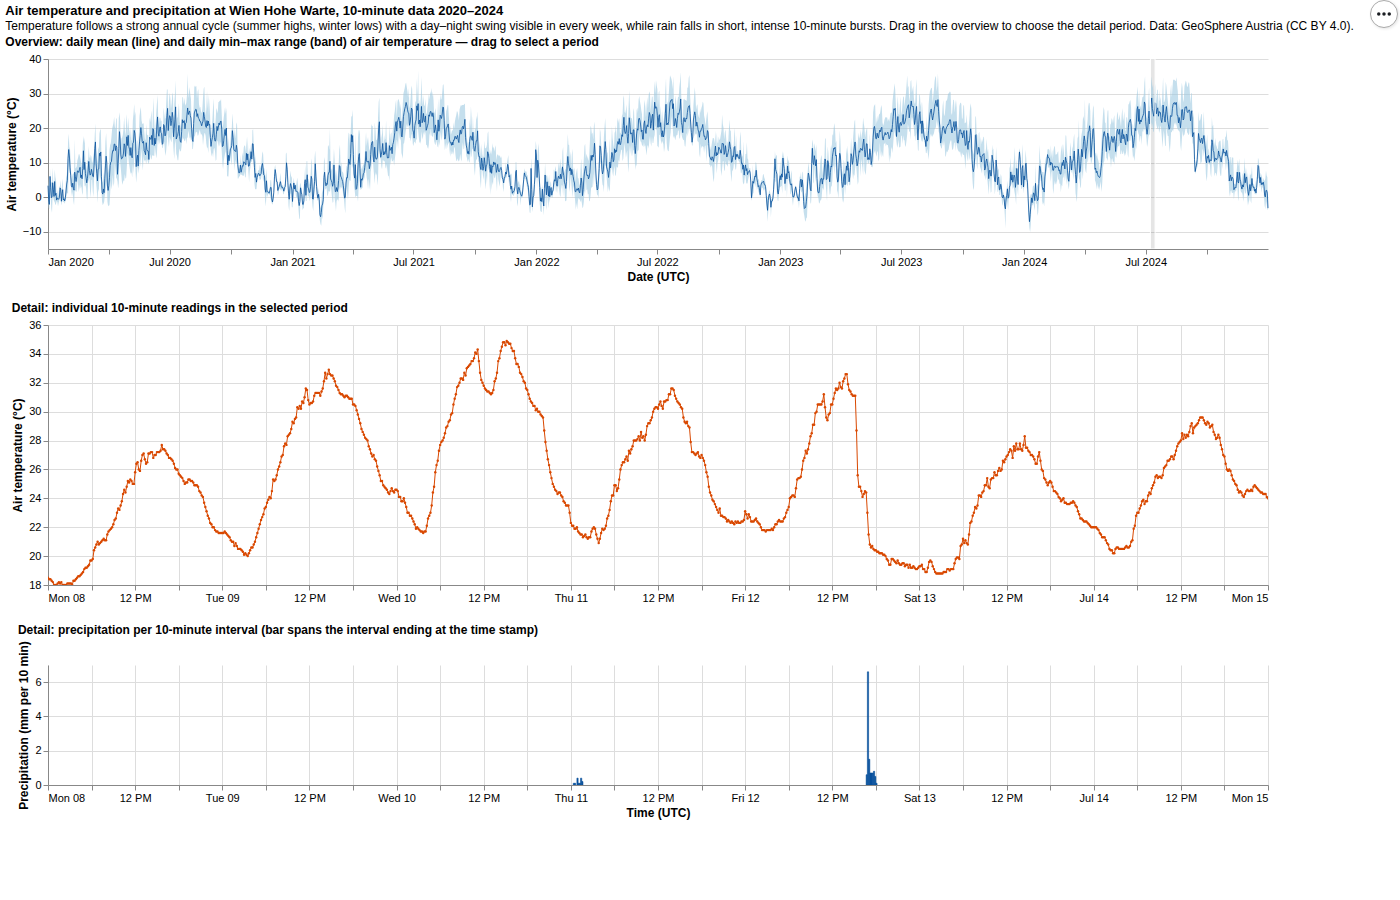 Air temperature and precipitation at Wien Hohe Warte, 10-minute data 2020–2024
Temperature follows a strong annual cycle (summer highs, winter lows) with a day–night swing visible in every week, while rain falls in short, intense 10-minute bursts. Drag in the overview to choose the detail period. Data: GeoSphere Austria (CC BY 4.0).
Overview: daily mean (line) and daily min–max range (band) of air temperature — drag to select a period
Air temperature (°C)
40
30
20
10
0
−10
Jan 2020 Jul 2020 Jan 2021 Jul 2021 Jan 2022 Jul 2022 Jan 2023 Jul 2023 Jan 2024 Jul 2024
Date (UTC)
Detail: individual 10-minute readings in the selected period
Air temperature (°C)
36
34
32
30
28
26
24
22
20
18
Mon 08 12 PM Tue 09 12 PM Wed 10 12 PM Thu 11 12 PM Fri 12 12 PM Sat 13 12 PM Jul 14 12 PM Mon 15
Detail: precipitation per 10-minute interval (bar spans the interval ending at the time stamp)
Precipitation (mm per 10 min)
6
4
2
0
Mon 08 12 PM Tue 09 12 PM Wed 10 12 PM Thu 11 12 PM Fri 12 12 PM Sat 13 12 PM Jul 14 12 PM Mon 15
Time (UTC)